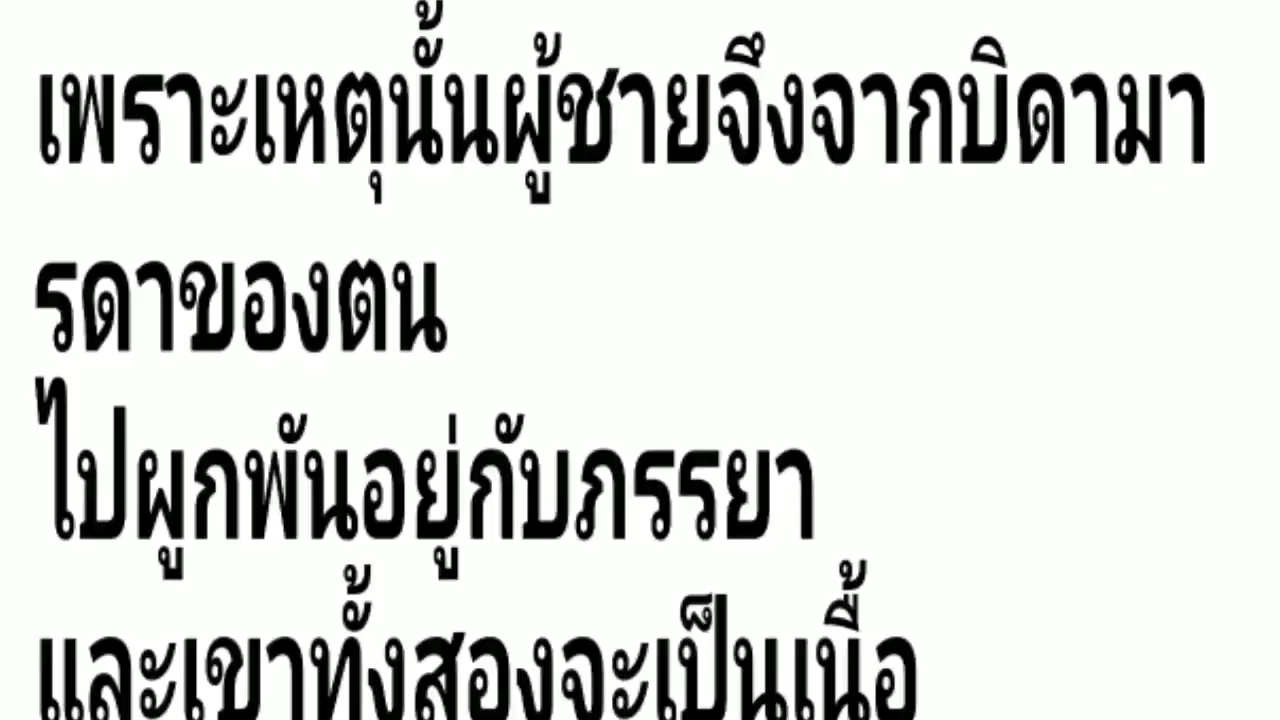 เพราะเหตุนั้นผู้ชายจึงจากบิดามา
รดาของตน
ไปผูกพันอยู่กับภรรยา
และเขาทั้งสองจะเป็นเนื้อ